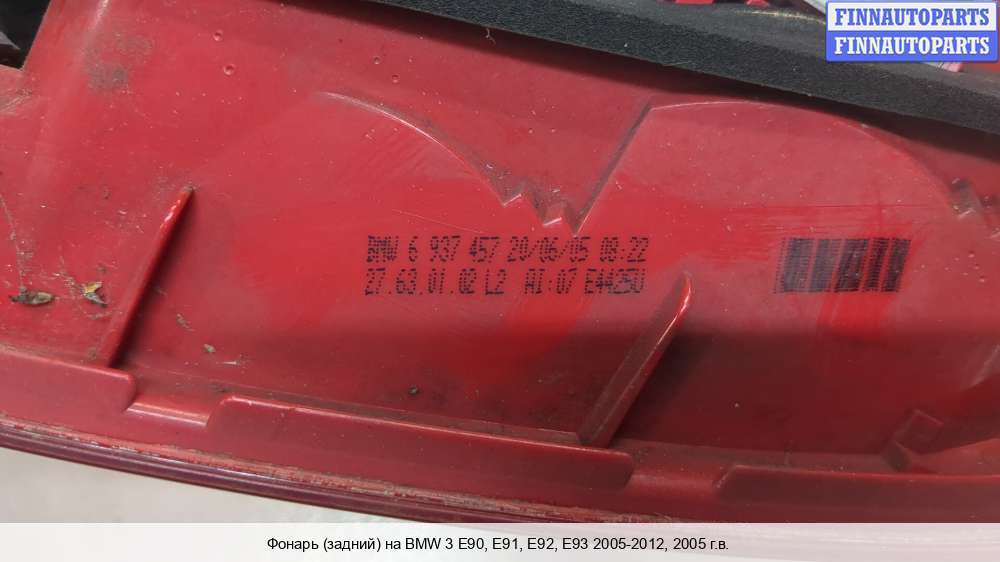 FINNAUTOPARTS
FINNAUTOPARTS
BMW 6 937 457 20/06/05 08:22
27.63.01.02 L2 AI:07 E4425U
Фонарь (задний) на BMW 3 E90, E91, E92, E93 2005-2012, 2005 г.в.